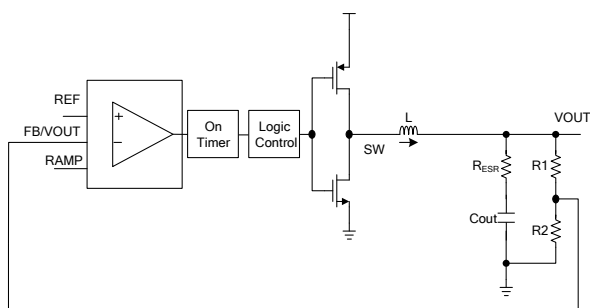 REF
FB/VOUT
RAMP
+
−
On
Timer
Logic
Control
SW
L
VOUT
RESR
R1
Cout
R2